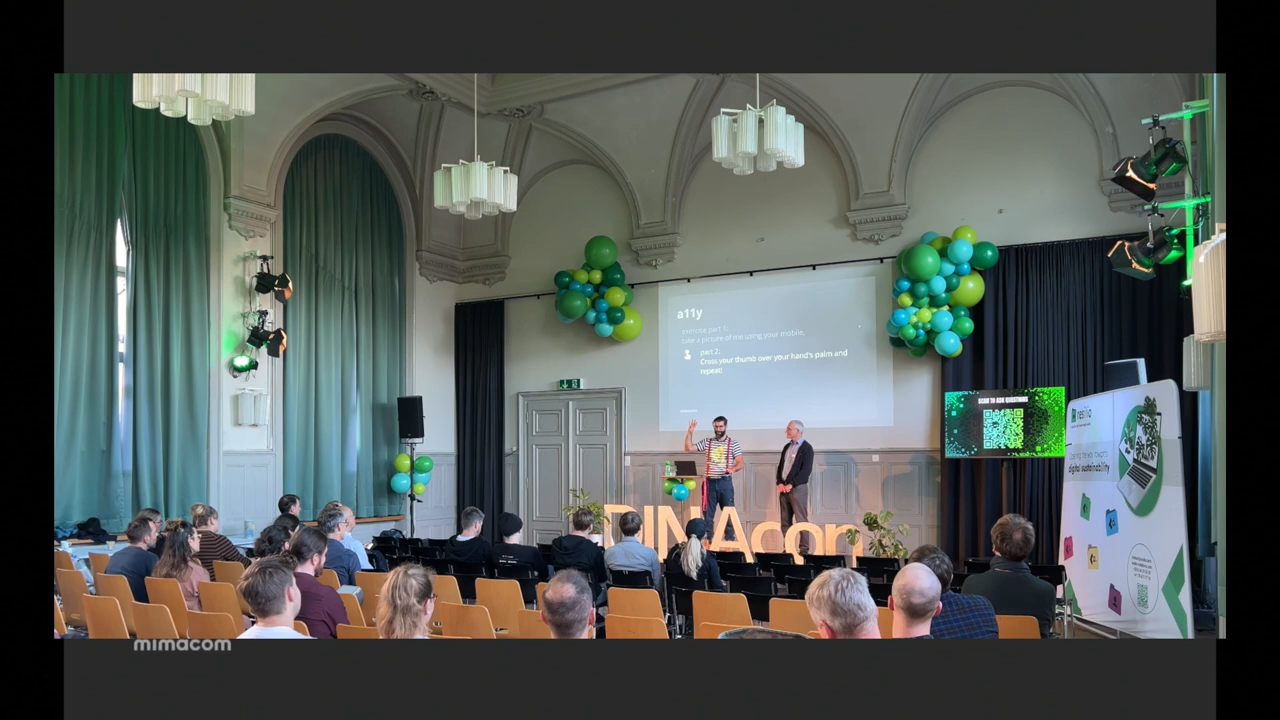 a11y
exercise part 1:
take a picture of me using your mobile,
part 2:
Cross your thumb over your hand's palm and
repeat!
SCAN TO ASK QUESTIONS
resilio
digital sustainability
DINAcon
mimacom